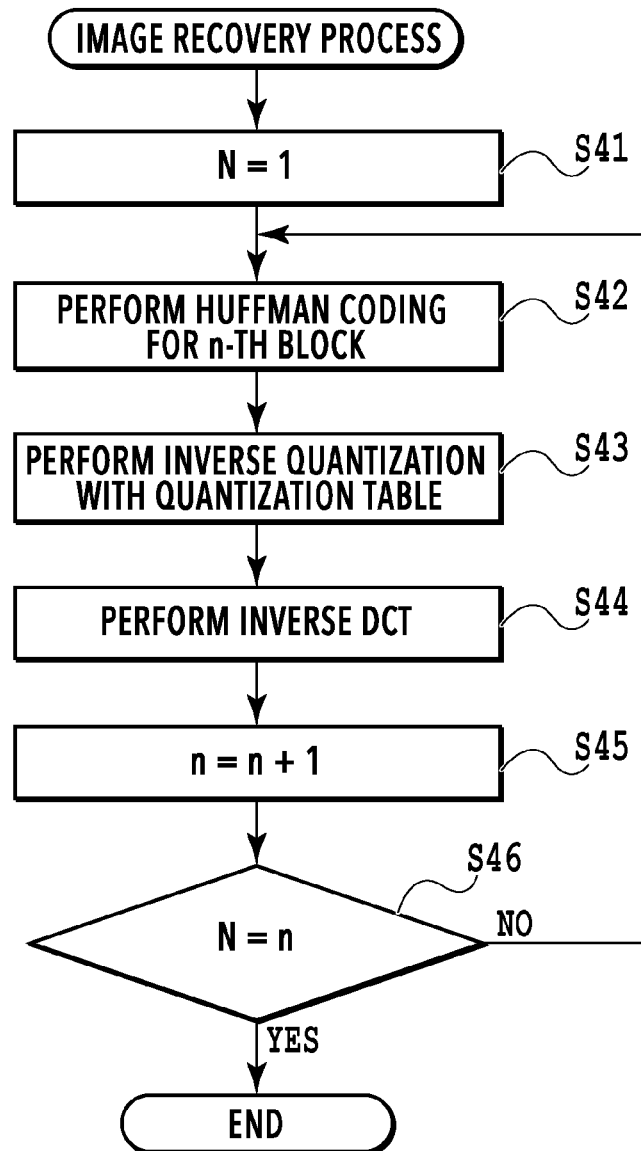 IMAGE RECOVERY PROCESS
N = 1
S41
PERFORM HUFFMAN CODING
FOR n-TH BLOCK
S42
PERFORM INVERSE QUANTIZATION
WITH QUANTIZATION TABLE
S43
PERFORM INVERSE DCT
S44
n = n + 1
S45
S46
N = n
NO
YES
END